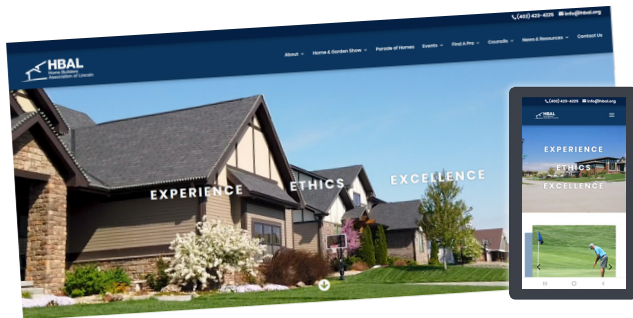 (402) 423-4225 info@hbal.org
HBAL
Home Builders
Association of Lincoln
About Home & Garden Show Parade of Homes Events Find A Pro Councils News & Resources Contact Us
EXPERIENCE ETHICS EXCELLENCE
(402) 423-4225 info@hbal.org
HBAL
EXPERIENCE
ETHICS
EXCELLENCE